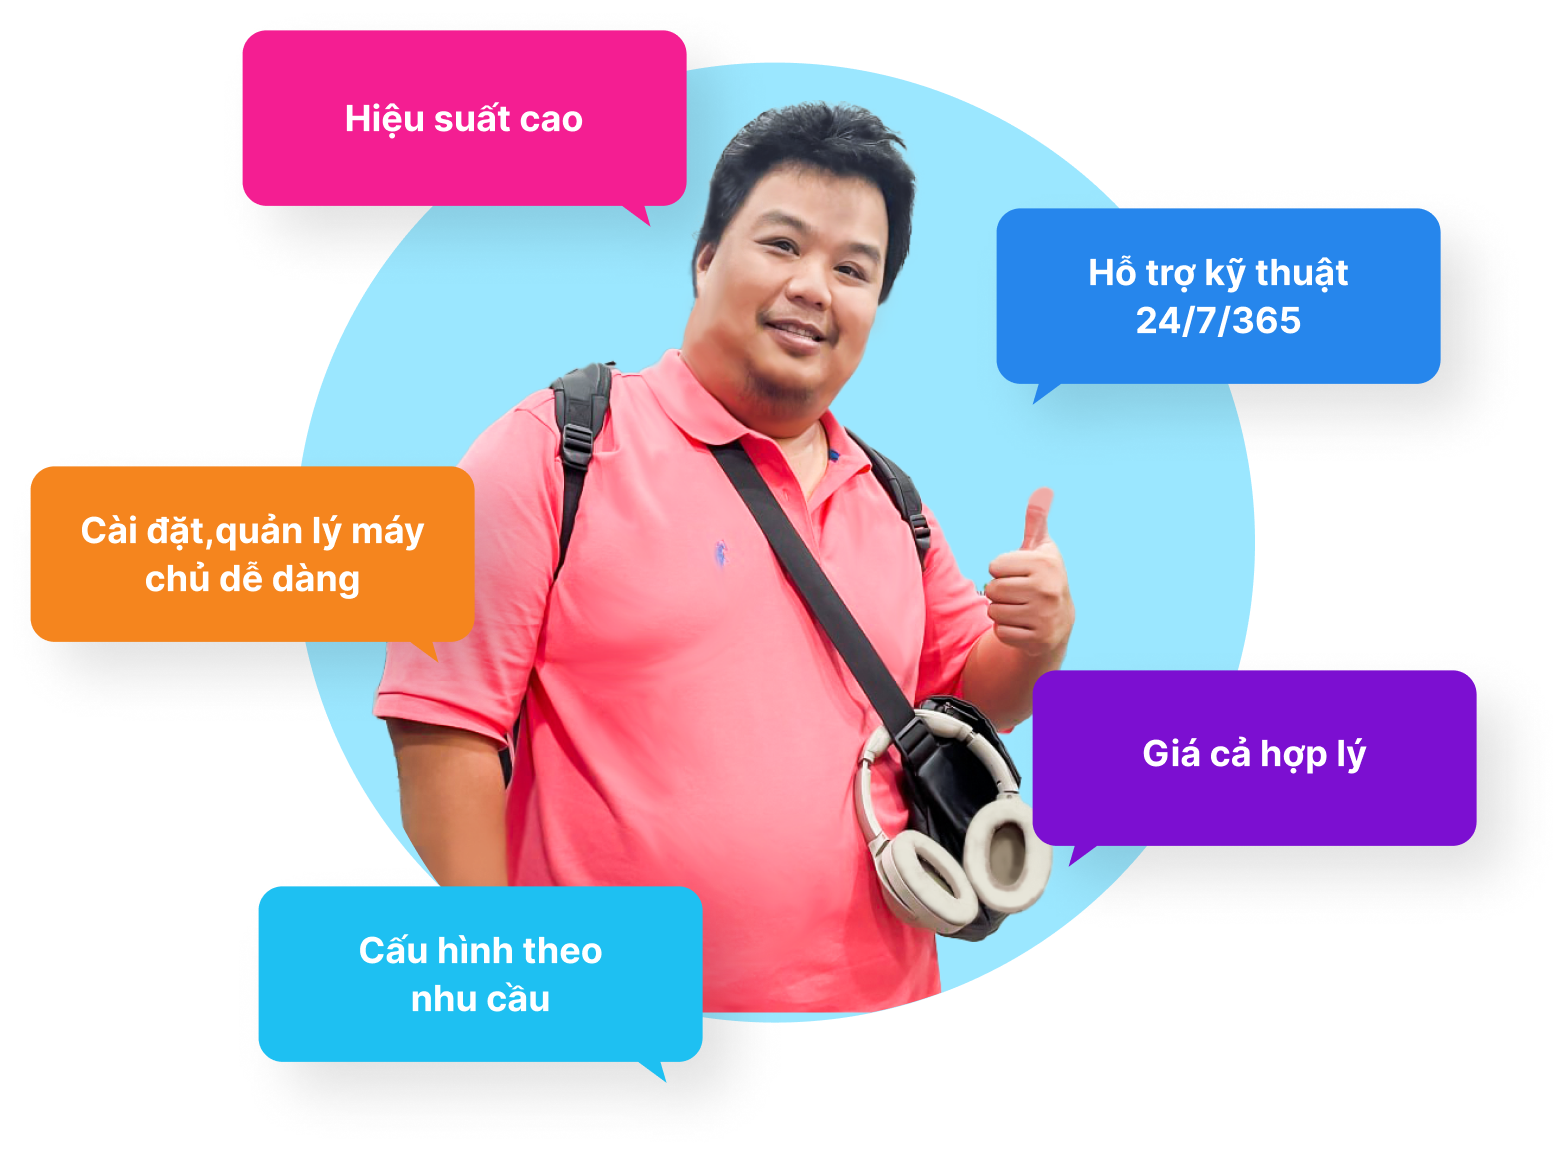 Hiệu suất cao
Hỗ trợ kỹ thuật
24/7/365
Cài đặt,quản lý máy
chủ dễ dàng
Giá cả hợp lý
Cấu hình theo
nhu cầu